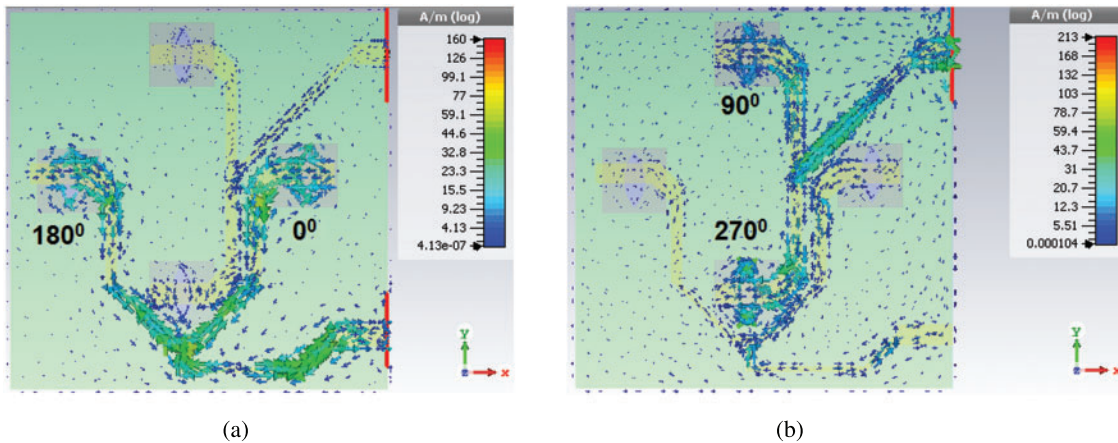 A/m (log)
160
126
99.1
77
59.1
44.6
32.8
23.3
15.5
9.23
4.13
4.13e-07
180⁰
0⁰
Y
x
z
(a)
A/m (log)
213
168
132
103
78.7
59.4
43.7
31
20.7
12.3
5.51
0.000104
90⁰
270⁰
Y
x
z
(b)